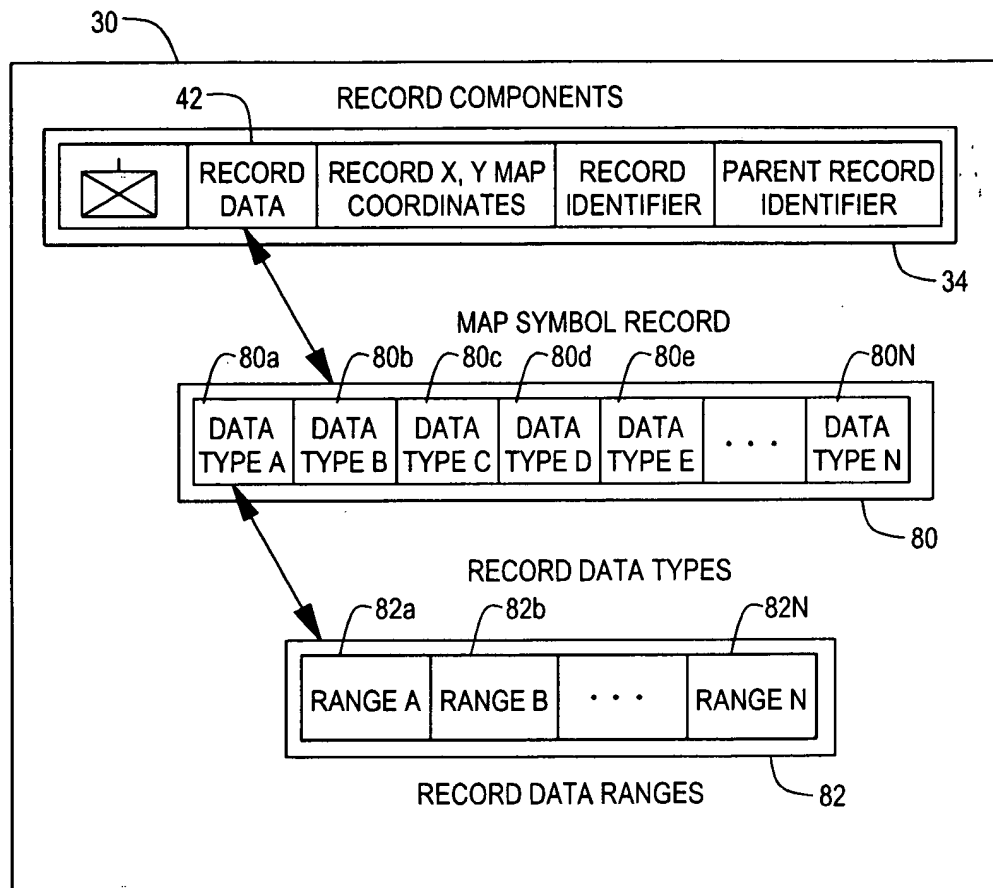 30
RECORD COMPONENTS
42
RECORD DATA
RECORD X, Y MAP COORDINATES
RECORD IDENTIFIER
PARENT RECORD IDENTIFIER
34
MAP SYMBOL RECORD
80a
80b
80c
80d
80e
80N
DATA TYPE A
DATA TYPE B
DATA TYPE C
DATA TYPE D
DATA TYPE E
. . .
DATA TYPE N
80
RECORD DATA TYPES
82a
82b
82N
RANGE A
RANGE B
. . .
RANGE N
82
RECORD DATA RANGES